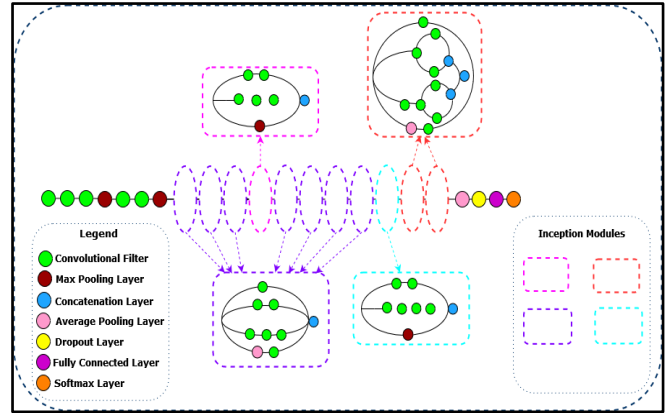 Legend
Convolutional Filter
Max Pooling Layer
Concatenation Layer
Average Pooling Layer
Dropout Layer
Fully Connected Layer
Softmax Layer
Inception Modules